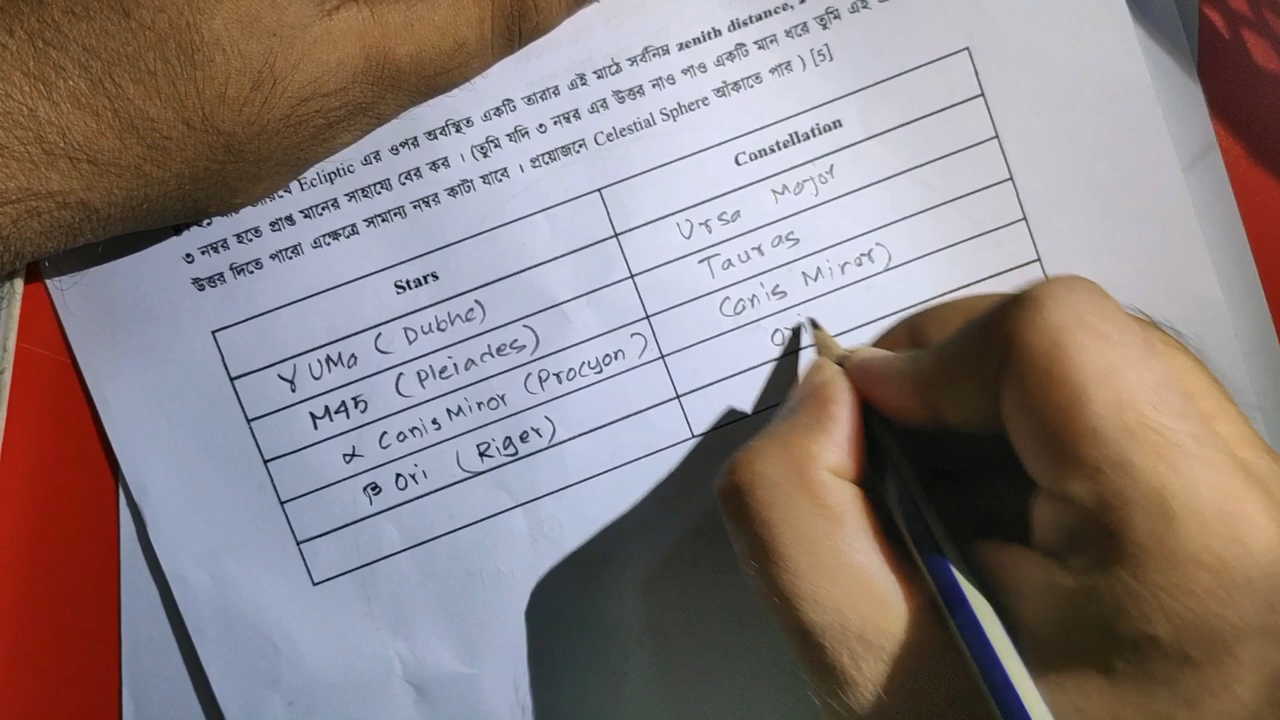 Ecliptic এর ওপর অবস্থিত একটি তারার এই মাঠে সর্বনিম্ন zenith distance,
৩ নম্বর হতে প্রাপ্ত মানের সাহায্যে বের কর । (তুমি যদি ৩ নম্বর এর উত্তর নাও পাও একটি মান ধরে তুমি এই
উত্তর দিতে পারো এক্ষেত্রে সামান্য নম্বর কাটা যাবে । প্রয়োজনে Celestial Sphere আঁকাতে পার ) [5]
Stars Constellation
γ UMa (Dubhe) Ursa Major
M45 (Pleiades) Tauras
α Canis Minor (Procyon) Canis Minor)
β Ori (Riger) Ori